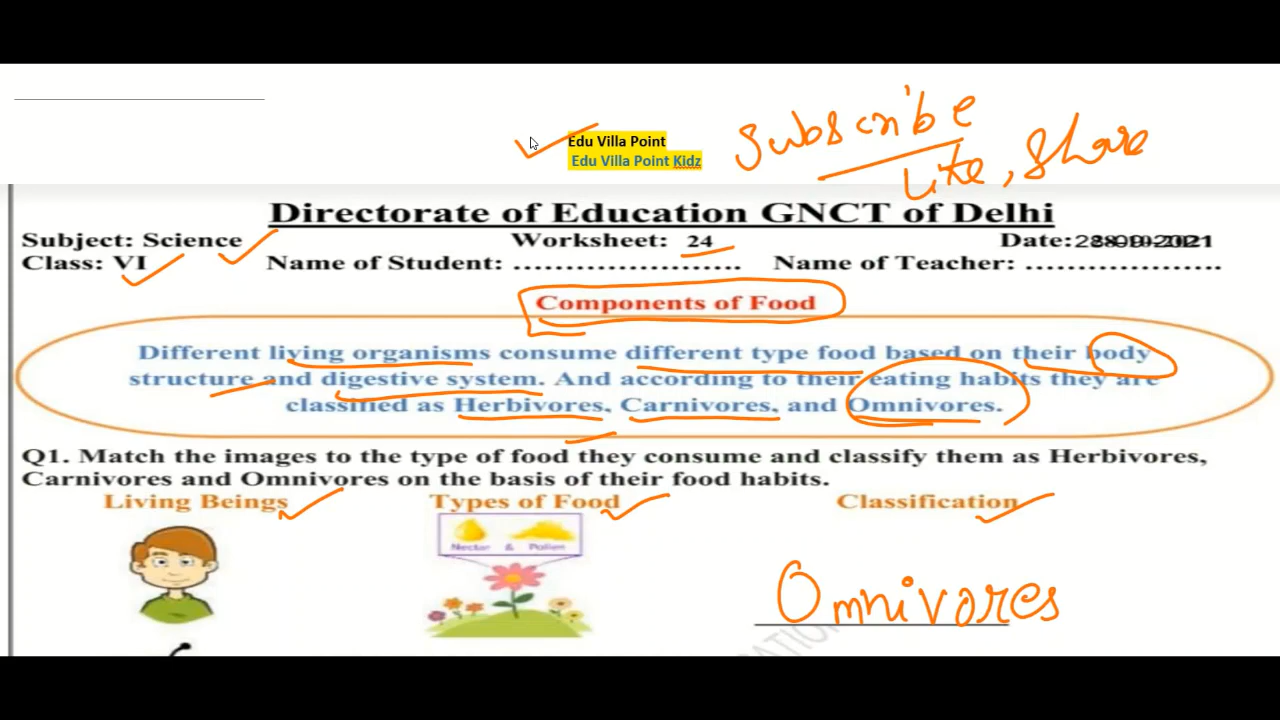 Subscribe
Edu Villa Point
Like, Share
Edu Villa Point Kidz
Directorate of Education GNCT of Delhi
Subject: Science Worksheet: 24 Date:
Class: VI Name of Student: ........................ Name of Teacher: .....................
Components of Food
Different living organisms consume different type food based on their body
structure and digestive system. And according to their eating habits they are
classified as Herbivores, Carnivores, and Omnivores.
Q1. Match the images to the type of food they consume and classify them as Herbivores,
Carnivores and Omnivores on the basis of their food habits.
Living Beings Types of Food Classification
Nectar & Pollen
Omnivores